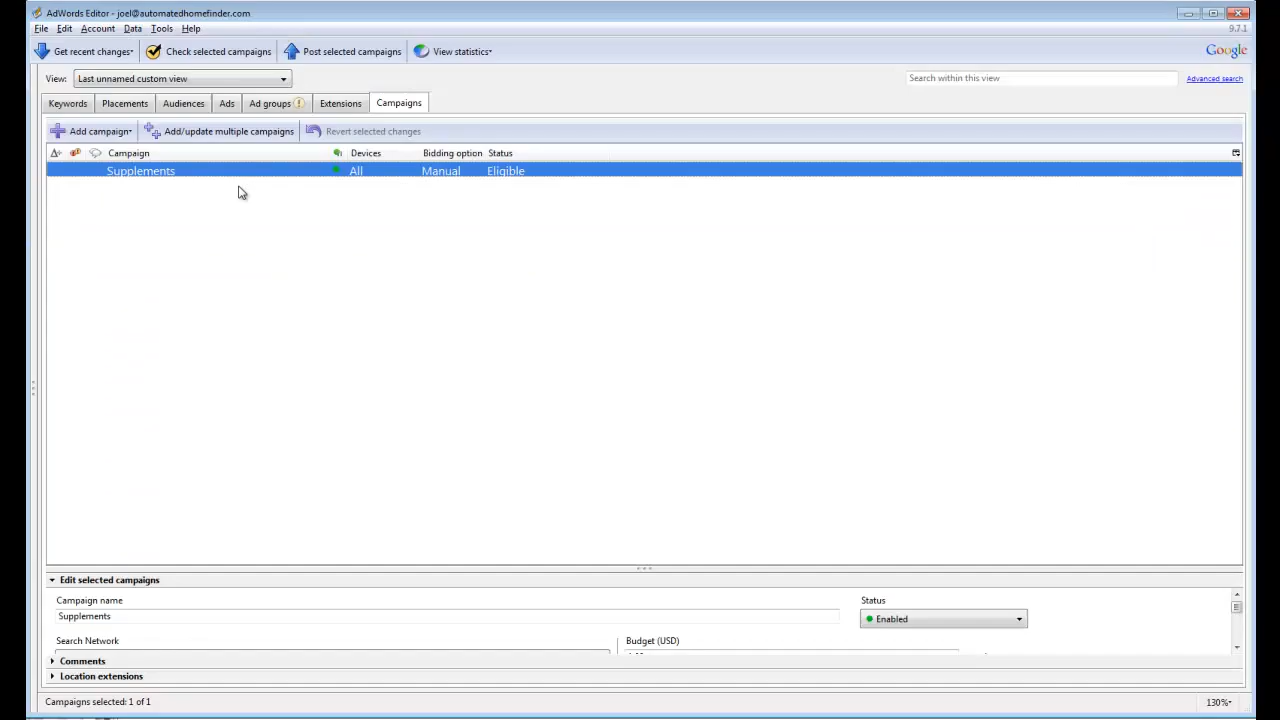 AdWords Editor - joel@automatedhomefinder.com
File Edit Account Data Tools Help
9.7.1
Get recent changes Check selected campaigns Post selected campaigns View statistics
Google
View: Last unnamed custom view
Search within this view
Advanced search
Keywords Placements Audiences Ads Ad groups Extensions Campaigns
Add campaign Add/update multiple campaigns Revert selected changes
Campaign Devices Bidding option Status
Supplements All Manual Eligible
Edit selected campaigns
Campaign name Status
Supplements Enabled
Search Network Budget (USD)
Comments
Location extensions
Campaigns selected: 1 of 1
130%